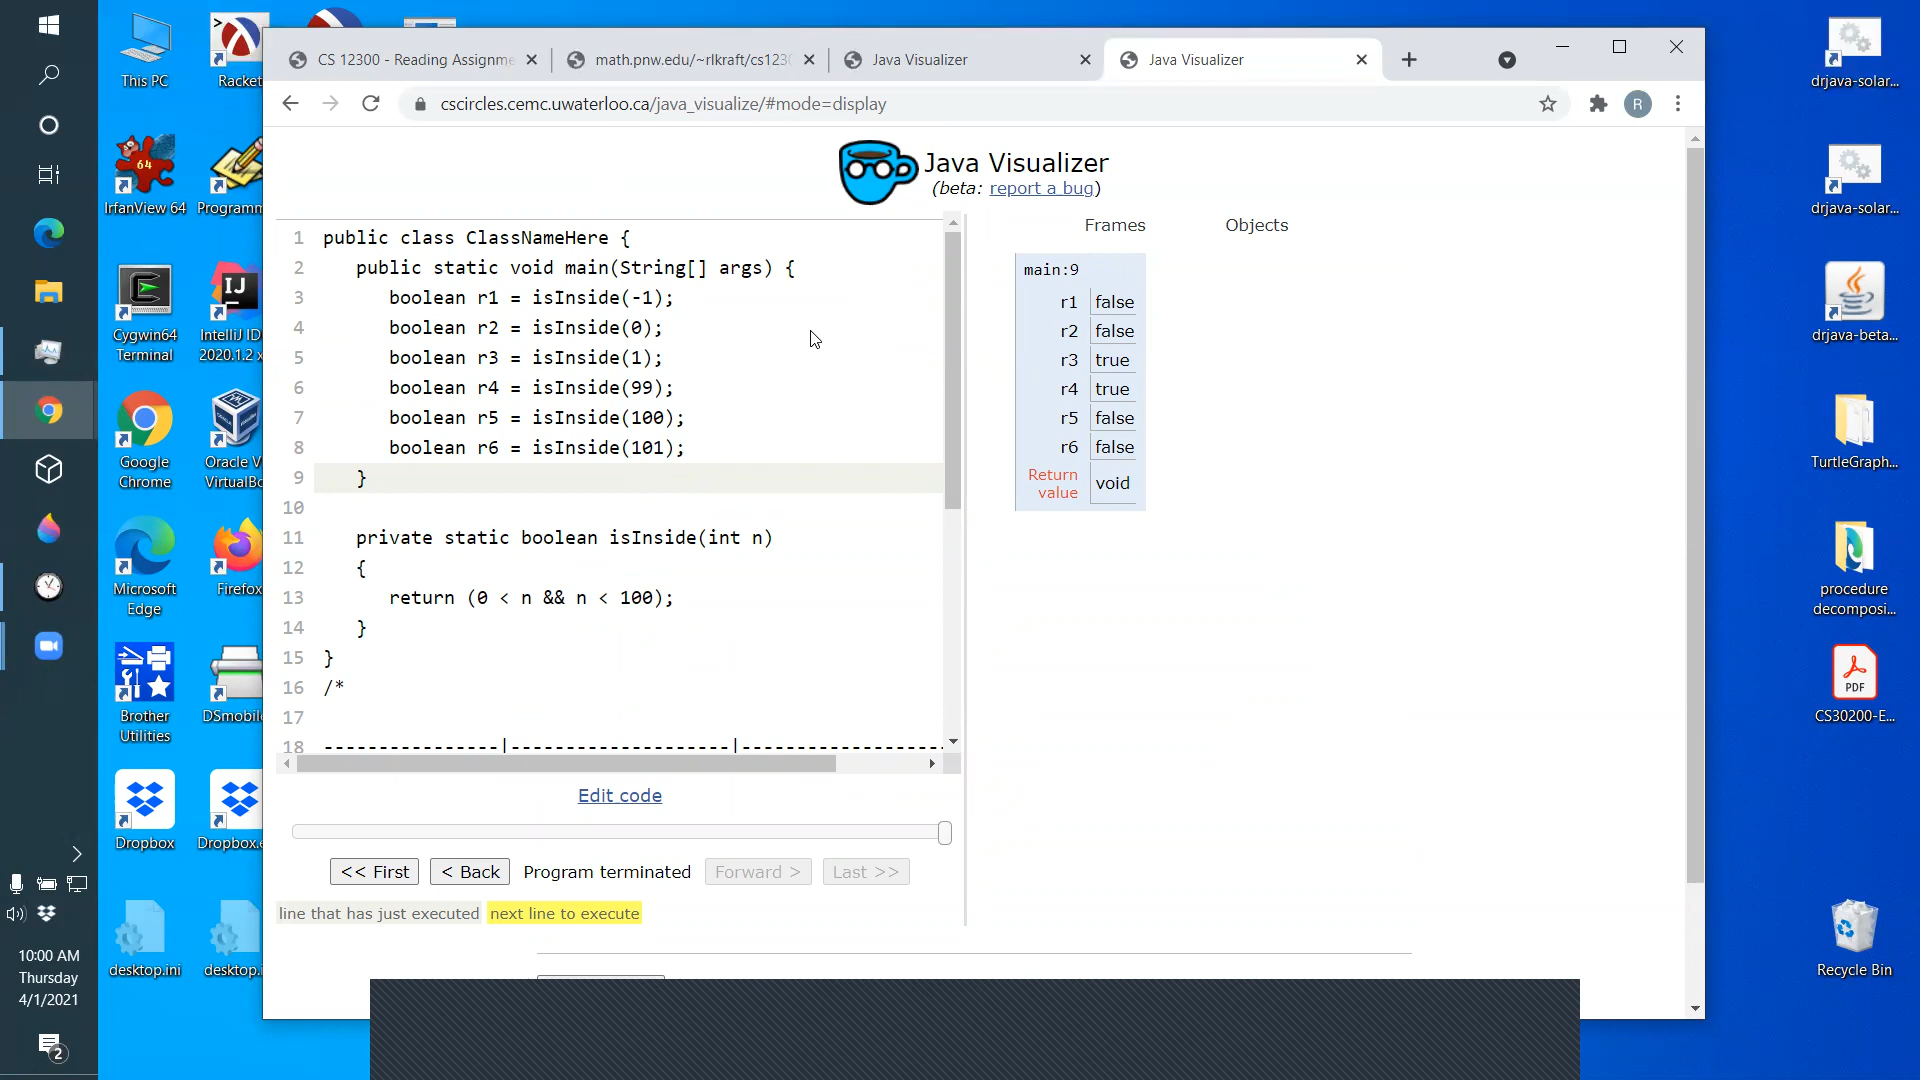 This PC
Racket
IrfanView 64
Programm
Cygwin64
Terminal
IntelliJ ID
2020.1.2 x
Google
Chrome
Oracle V
VirtualBo
Microsoft
Edge
Firefox
Brother
Utilities
DSmobil
Dropbox
Dropbox.
desktop.ini
desktop.i
10:00 AM
Thursday
4/1/2021
2
CS 12300 - Reading Assignme
math.pnw.edu/~rlkraft/cs123
Java Visualizer
Java Visualizer
cscircles.cemc.uwaterloo.ca/java_visualize/#mode=display
R
Java Visualizer
(beta: report a bug)
1 public class ClassNameHere {
2 public static void main(String[] args) {
3 boolean r1 = isInside(-1);
4 boolean r2 = isInside(0);
5 boolean r3 = isInside(1);
6 boolean r4 = isInside(99);
7 boolean r5 = isInside(100);
8 boolean r6 = isInside(101);
9 }
10
11 private static boolean isInside(int n)
12 {
13 return (0 < n && n < 100);
14 }
15 }
16 /*
17
18 ----------------|--------------------|-------------------
Edit code
<< First
< Back
Program terminated
Forward >
Last >>
line that has just executed
next line to execute
Frames
Objects
main:9
r1 false
r2 false
r3 true
r4 true
r5 false
r6 false
Return
value
void
drjava-solar...
drjava-solar...
drjava-beta...
TurtleGraph...
procedure
decomposi...
PDF
CS30200-E...
Recycle Bin